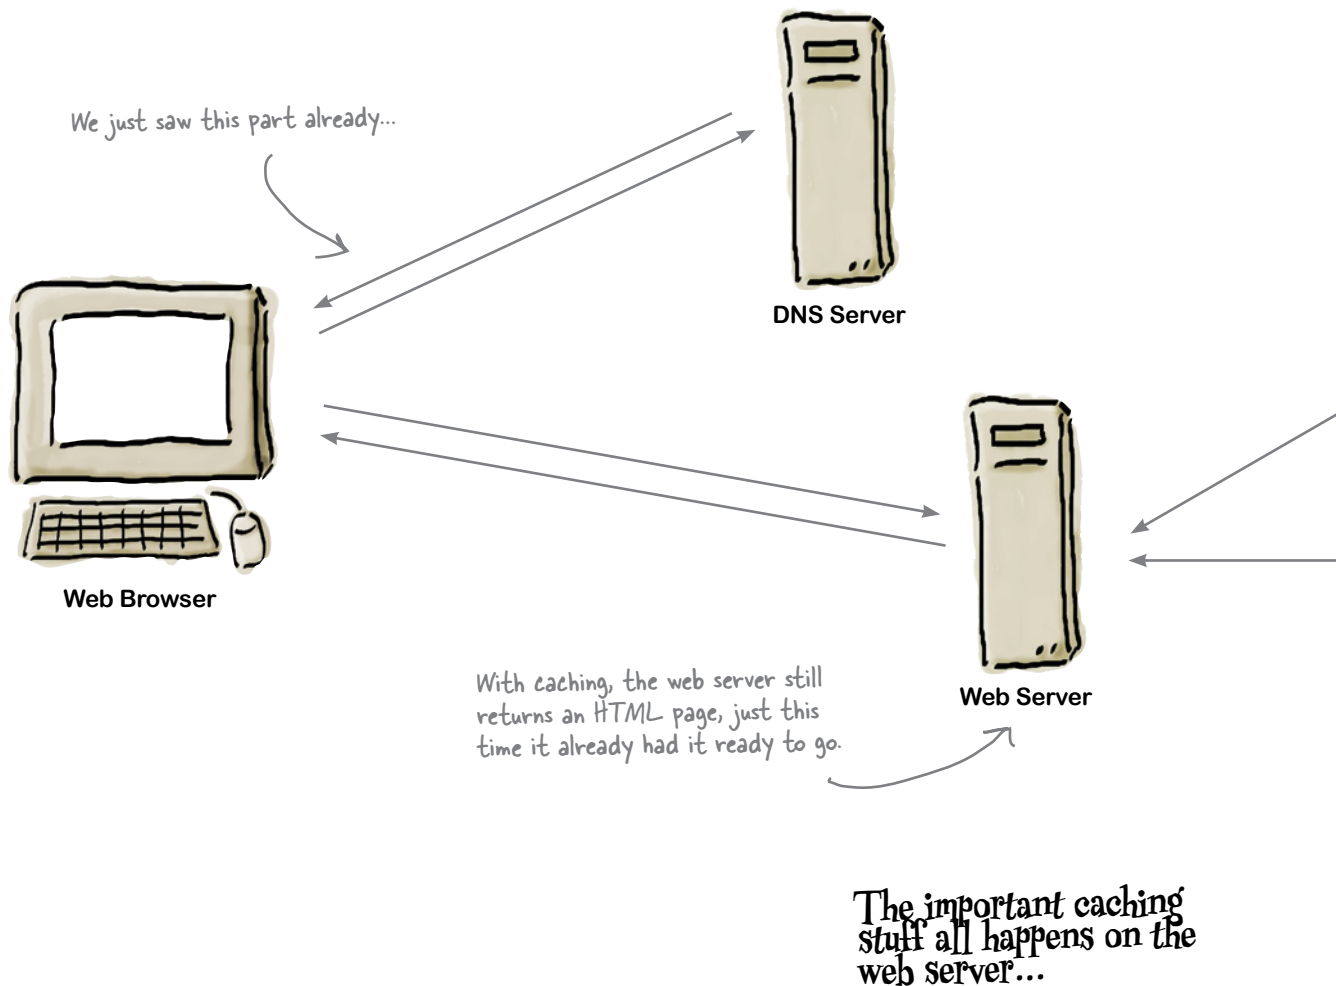 We just saw this part already...
DNS Server
Web Browser
With caching, the web server still
returns an HTML page, just this
time it already had it ready to go.
Web Server
The important caching
stuff all happens on the
web server...